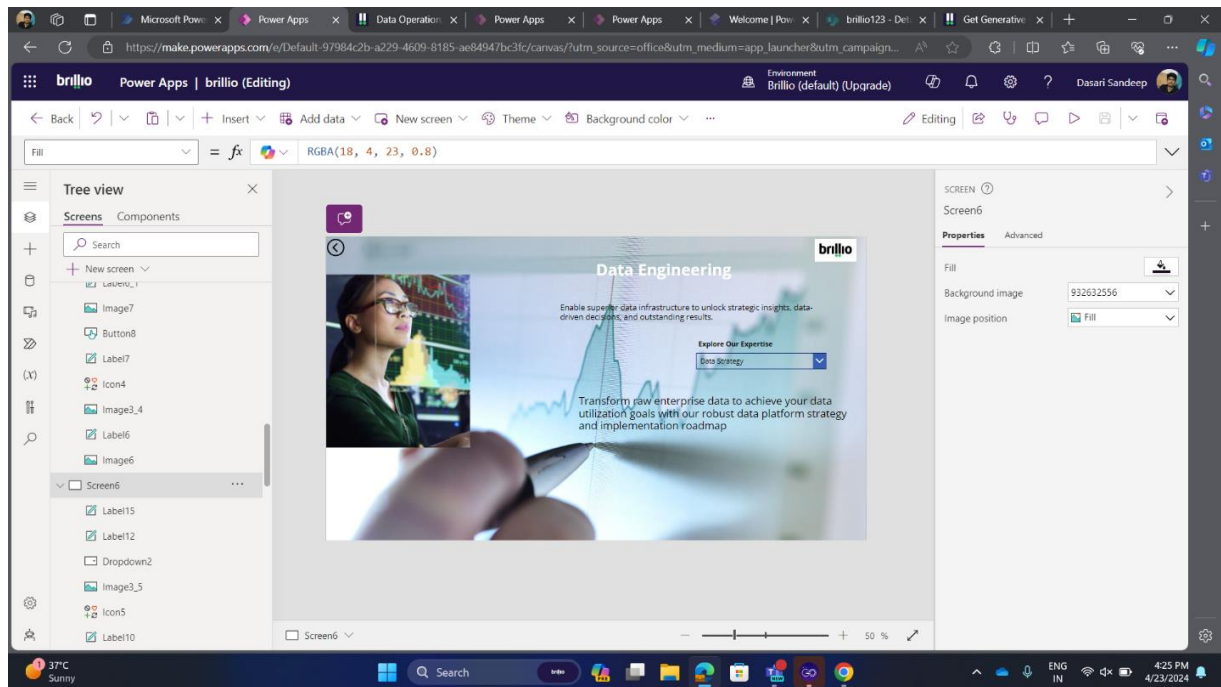 Microsoft Powe
Power Apps
Data Operation
Power Apps
Power Apps
Welcome | Pow
brillio123 - Def
Get Generative
https://make.powerapps.com/e/Default-97984c2b-a229-4609-8185-ae84947bc3fc/canvas/?utm_source=office&utm_medium=app_launcher&utm_campaign...
brillio
Power Apps | brillio (Editing)
Environment
Brillio (default) (Upgrade)
Dasari Sandeep
Back
Insert
Add data
New screen
Theme
Background color
Editing
Fill
= fx
RGBA(18, 4, 23, 0.8)
Tree view
Screens
Components
Search
New screen
Label6_1
Image7
Button8
Label7
Icon4
Image3_4
Label6
Image6
Screen6
Label15
Label12
Dropdown2
Image3_5
Icon5
Label10
brillio
Data Engineering
Enable superior data infrastructure to unlock strategic insights, data-
driven decisions, and outstanding results.
Explore Our Expertise
Data Strategy
Transform raw enterprise data to achieve your data
utilization goals with our robust data platform strategy
and implementation roadmap
Screen6
50 %
SCREEN
Screen6
Properties
Advanced
Fill
Background image
932632556
Image position
Fill
1
37°C
Sunny
Search
brillio
ENG
IN
4:25 PM
4/23/2024